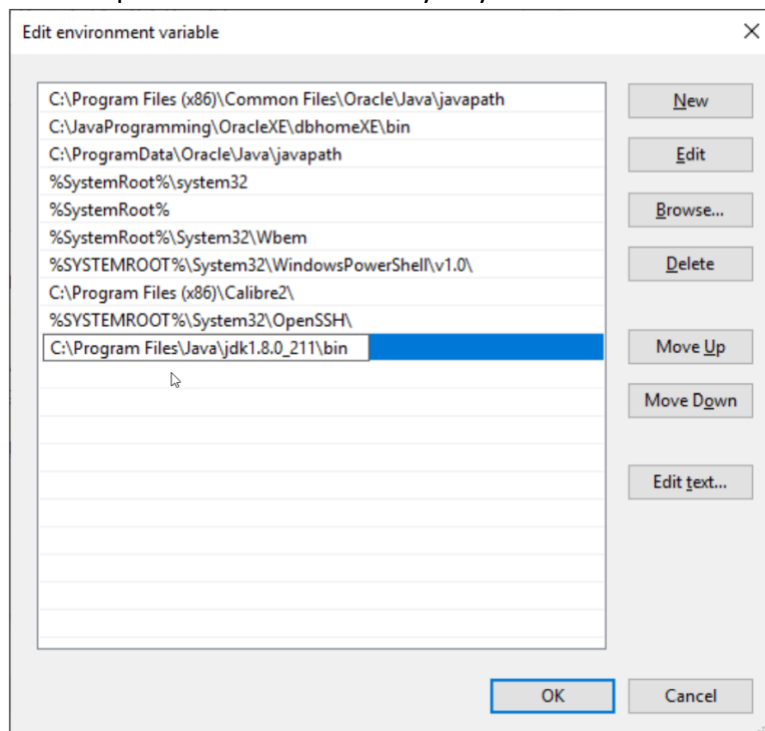 Edit environment variable
C:\Program Files (x86)\Common Files\Oracle\Java\javapath
New
C:\JavaProgramming\OracleXE\dbhomeXE\bin
C:\ProgramData\Oracle\Java\javapath
Edit
%SystemRoot%\system32
%SystemRoot%
Browse...
%SystemRoot%\System32\Wbem
%SYSTEMROOT%\System32\WindowsPowerShell\v1.0\
Delete
C:\Program Files (x86)\Calibre2\
%SYSTEMROOT%\System32\OpenSSH\
C:\Program Files\Java\jdk1.8.0_211\bin
Move Up
Move Down
Edit text...
OK
Cancel